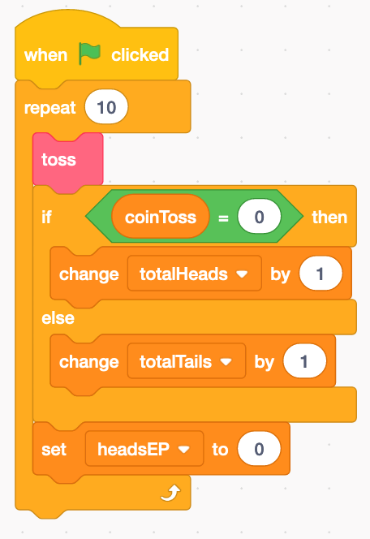 when clicked
repeat 10
toss
if coinToss = 0 then
change totalHeads by 1
else
change totalTails by 1
set headsEP to 0